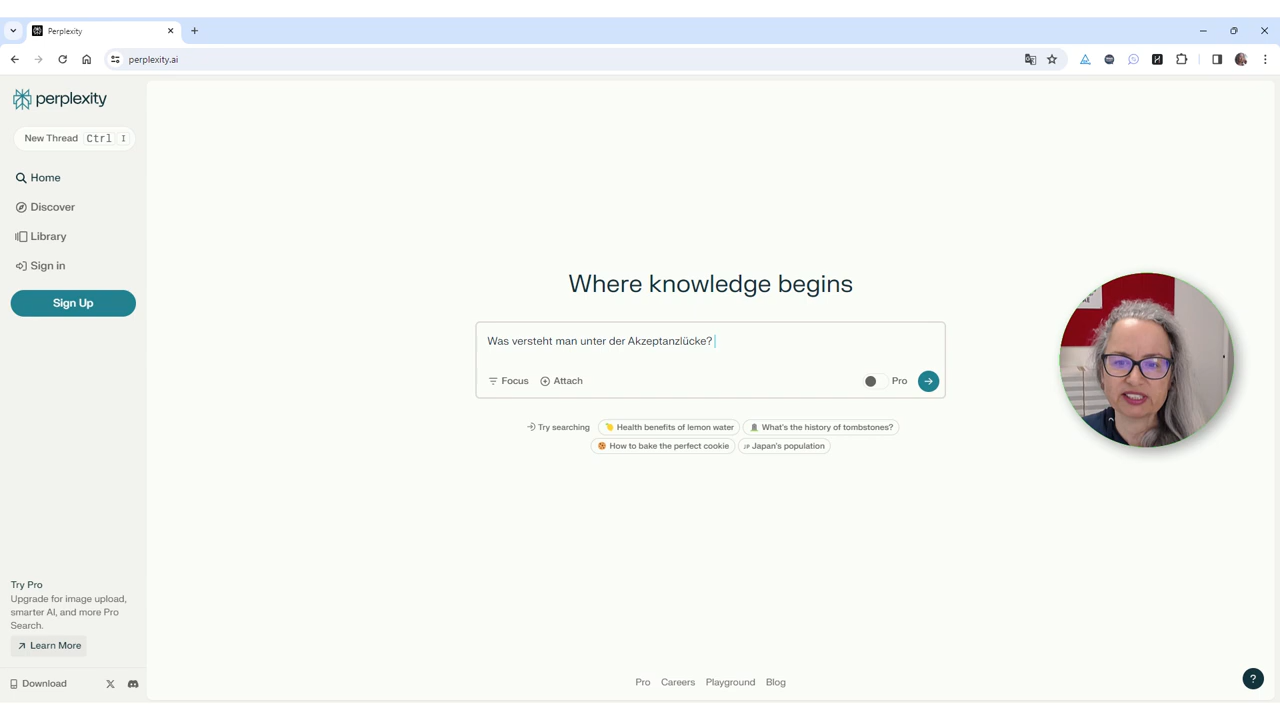 Perplexity
perplexity.ai
perplexity
New Thread Ctrl I
Home
Discover
Library
Sign in
Sign Up
Where knowledge begins
Was versteht man unter der Akzeptanzlücke?
Focus Attach Pro
Try searching Health benefits of lemon water What's the history of tombstones?
How to bake the perfect cookie JP Japan's population
Try Pro
Upgrade for image upload,
smarter AI, and more Pro
Search.
Learn More
Download
Pro Careers Playground Blog
?